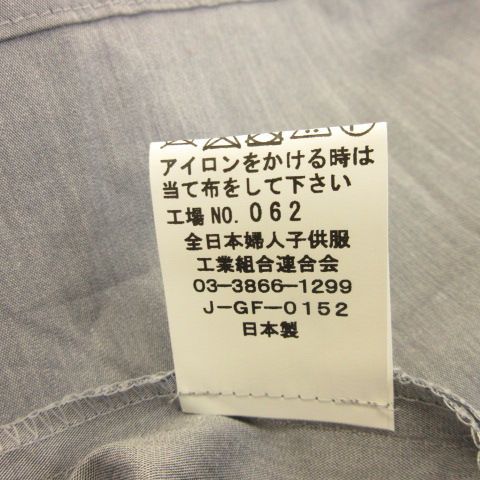 アイロンをかける時は
当て布をして下さい
工場NO. 062
全日本婦人子供服
工業組合連合会
03-3866-1299
J-GF-0152
日本製